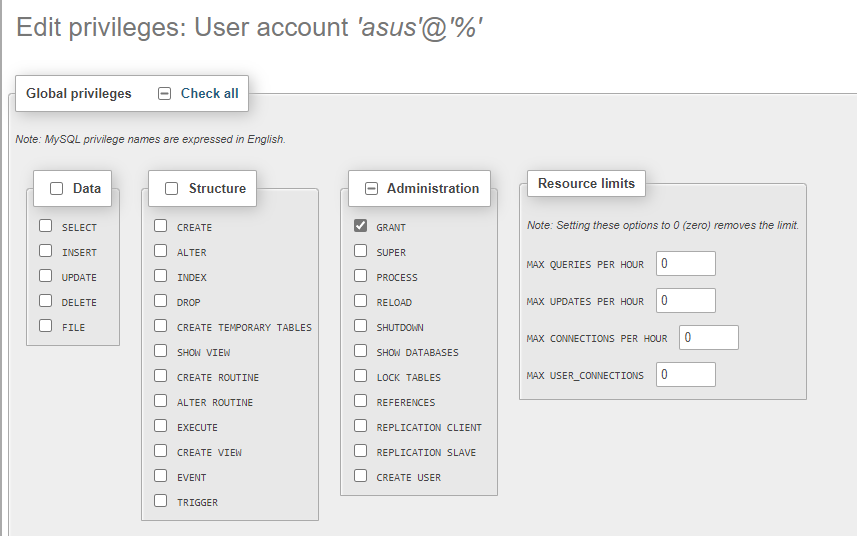 Edit privileges: User account 'asus'@'%'
Global privileges Check all
Note: MySQL privilege names are expressed in English.
Data
SELECT
INSERT
UPDATE
DELETE
FILE
Structure
CREATE
ALTER
INDEX
DROP
CREATE TEMPORARY TABLES
SHOW VIEW
CREATE ROUTINE
ALTER ROUTINE
EXECUTE
CREATE VIEW
EVENT
TRIGGER
Administration
GRANT
SUPER
PROCESS
RELOAD
SHUTDOWN
SHOW DATABASES
LOCK TABLES
REFERENCES
REPLICATION CLIENT
REPLICATION SLAVE
CREATE USER
Resource limits
Note: Setting these options to 0 (zero) removes the limit.
MAX QUERIES PER HOUR 0
MAX UPDATES PER HOUR 0
MAX CONNECTIONS PER HOUR 0
MAX USER_CONNECTIONS 0